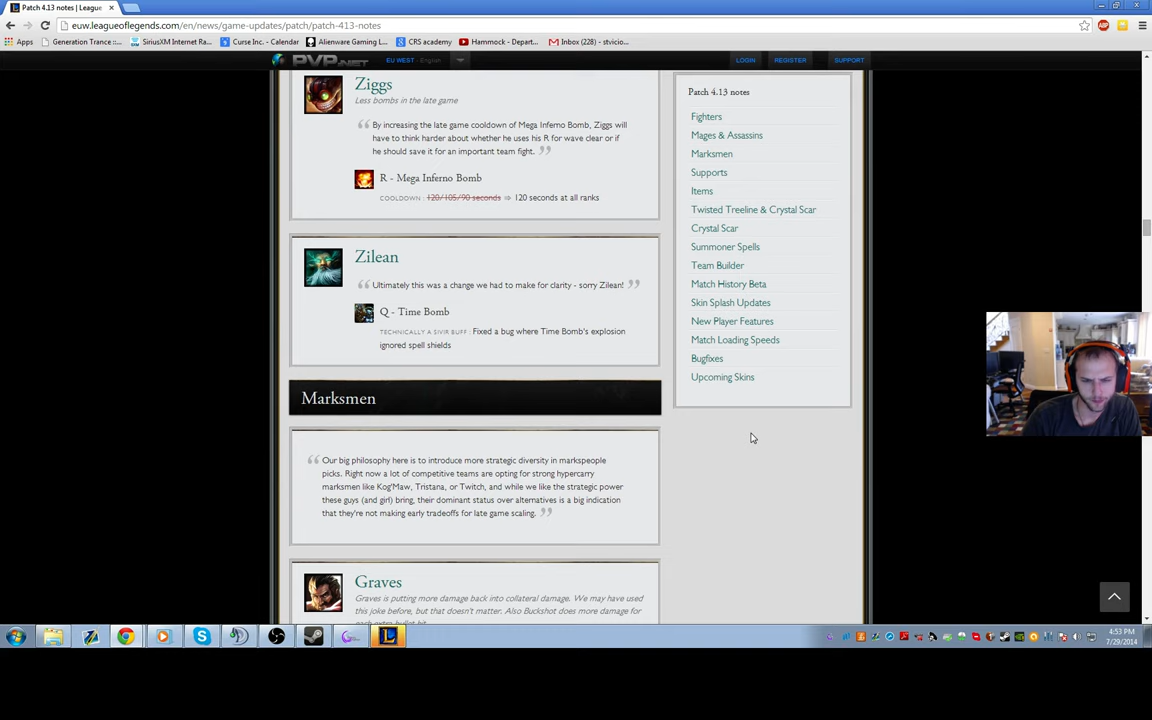 Patch 4.13 notes | League
euw.leagueoflegends.com/en/news/game-updates/patch/patch-413-notes
Apps Generation Trance ::... SiriusXM Internet Ra... Curse Inc. - Calendar Alienware Gaming L... CRS academy Hammock - Depart... Inbox (228) - stvicio...
PVP.NET EU WEST - English LOGIN REGISTER SUPPORT
Ziggs
Less bombs in the late game
By increasing the late game cooldown of Mega Inferno Bomb, Ziggs will
have to think harder about whether he uses his R for wave clear or if
he should save it for an important team fight.
R - Mega Inferno Bomb
COOLDOWN : 120/105/90 seconds ⇒ 120 seconds at all ranks
Zilean
Ultimately this was a change we had to make for clarity - sorry Zilean!
Q - Time Bomb
TECHNICALLY A SIVIR BUFF : Fixed a bug where Time Bomb's explosion
ignored spell shields
Marksmen
Our big philosophy here is to introduce more strategic diversity in markspeople
picks. Right now a lot of competitive teams are opting for strong hypercarry
marksmen like Kog'Maw, Tristana, or Twitch, and while we like the strategic power
these guys (and girl) bring, their dominant status over alternatives is a big indication
that they're not making early tradeoffs for late game scaling.
Graves
Graves is putting more damage back into collateral damage. We may have used
this joke before, but that doesn't matter. Also Buckshot does more damage for
Patch 4.13 notes
Fighters
Mages & Assassins
Marksmen
Supports
Items
Twisted Treeline & Crystal Scar
Crystal Scar
Summoner Spells
Team Builder
Match History Beta
Skin Splash Updates
New Player Features
Match Loading Speeds
Bugfixes
Upcoming Skins
4:53 PM
7/29/2014